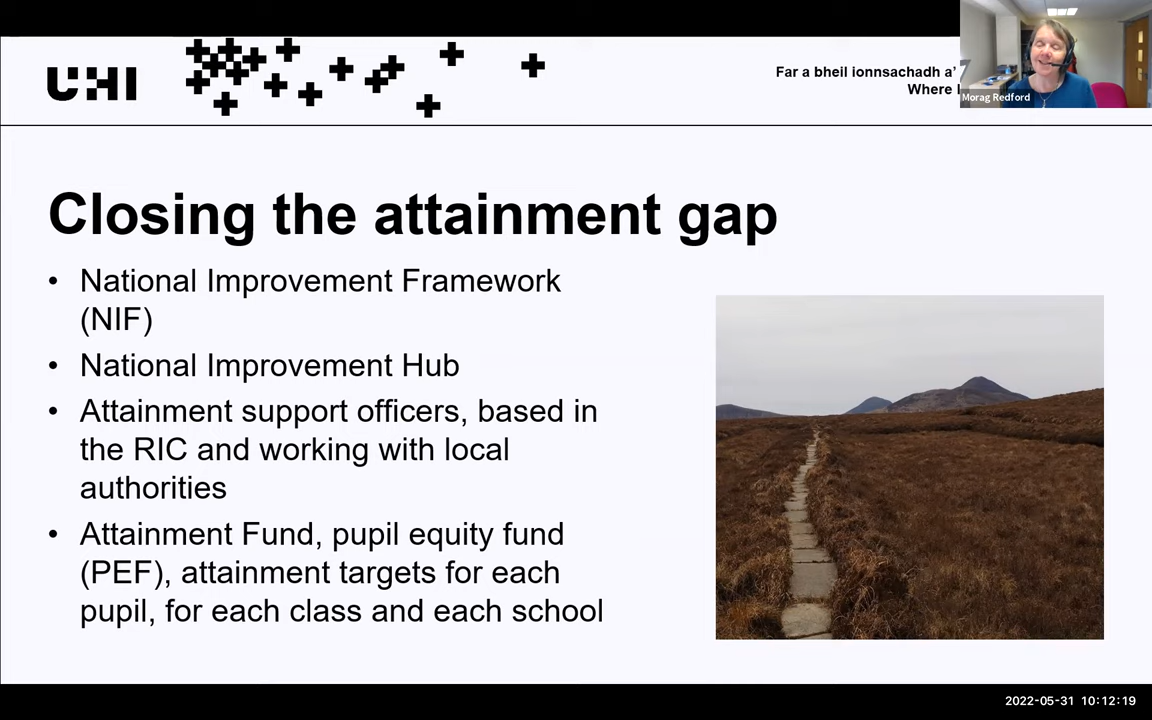 UHI
Far a bheil ionnsachadh a'
Where
Morag Redford
Closing the attainment gap
• National Improvement Framework
(NIF)
• National Improvement Hub
• Attainment support officers, based in
the RIC and working with local
authorities
• Attainment Fund, pupil equity fund
(PEF), attainment targets for each
pupil, for each class and each school
2022-05-31 10:12:19